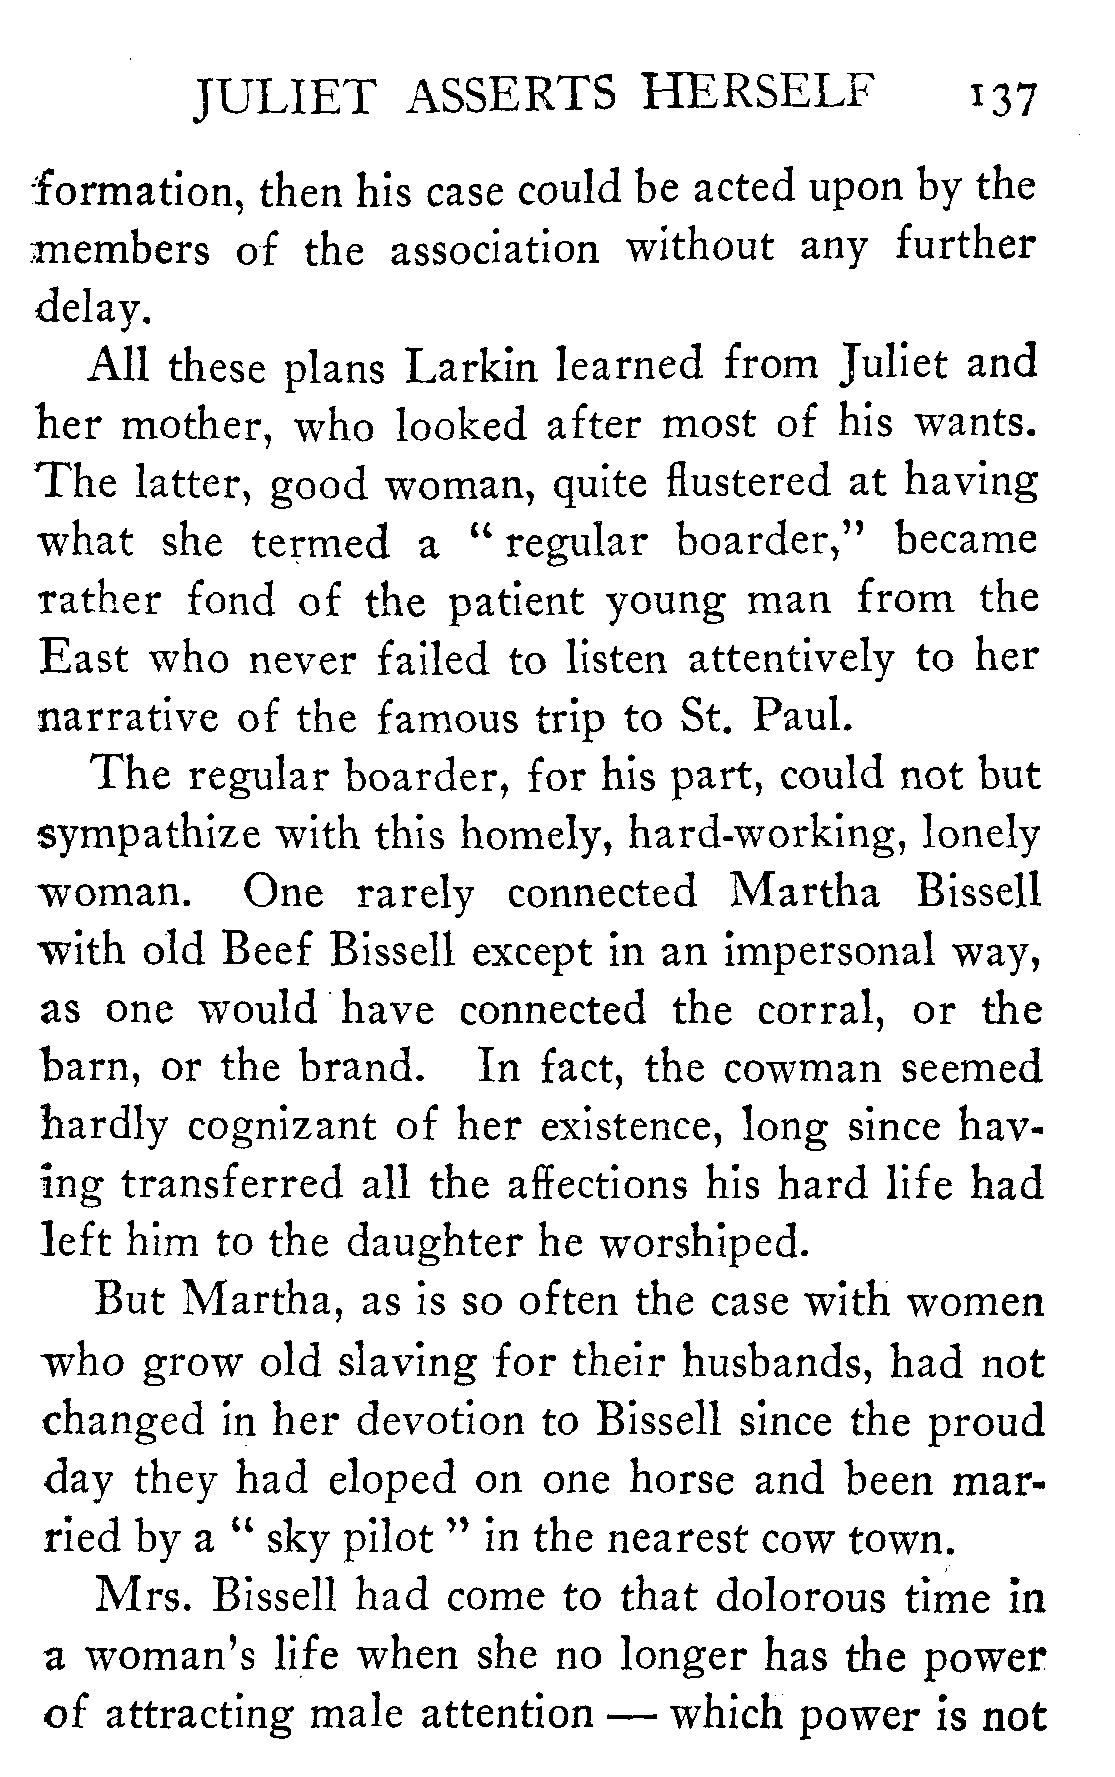 JULIET ASSERTS HERSELF 137
formation, then his case could be acted upon by the
members of the association without any further
delay.
All these plans Larkin learned from Juliet and
her mother, who looked after most of his wants.
The latter, good woman, quite flustered at having
what she termed a “ regular boarder,” became
rather fond of the patient young man from the
East who never failed to listen attentively to her
narrative of the famous trip to St. Paul.
The regular boarder, for his part, could not but
sympathize with this homely, hard-working, lonely
woman. One rarely connected Martha Bissell
with old Beef Bissell except in an impersonal way,
as one would have connected the corral, or the
barn, or the brand. In fact, the cowman seemed
hardly cognizant of her existence, long since hav-
ing transferred all the affections his hard life had
left him to the daughter he worshiped.
But Martha, as is so often the case with women
who grow old slaving for their husbands, had not
changed in her devotion to Bissell since the proud
day they had eloped on one horse and been mar-
ried by a “ sky pilot ” in the nearest cow town.
Mrs. Bissell had come to that dolorous time in
a woman's life when she no longer has the power
of attracting male attention — which power is not